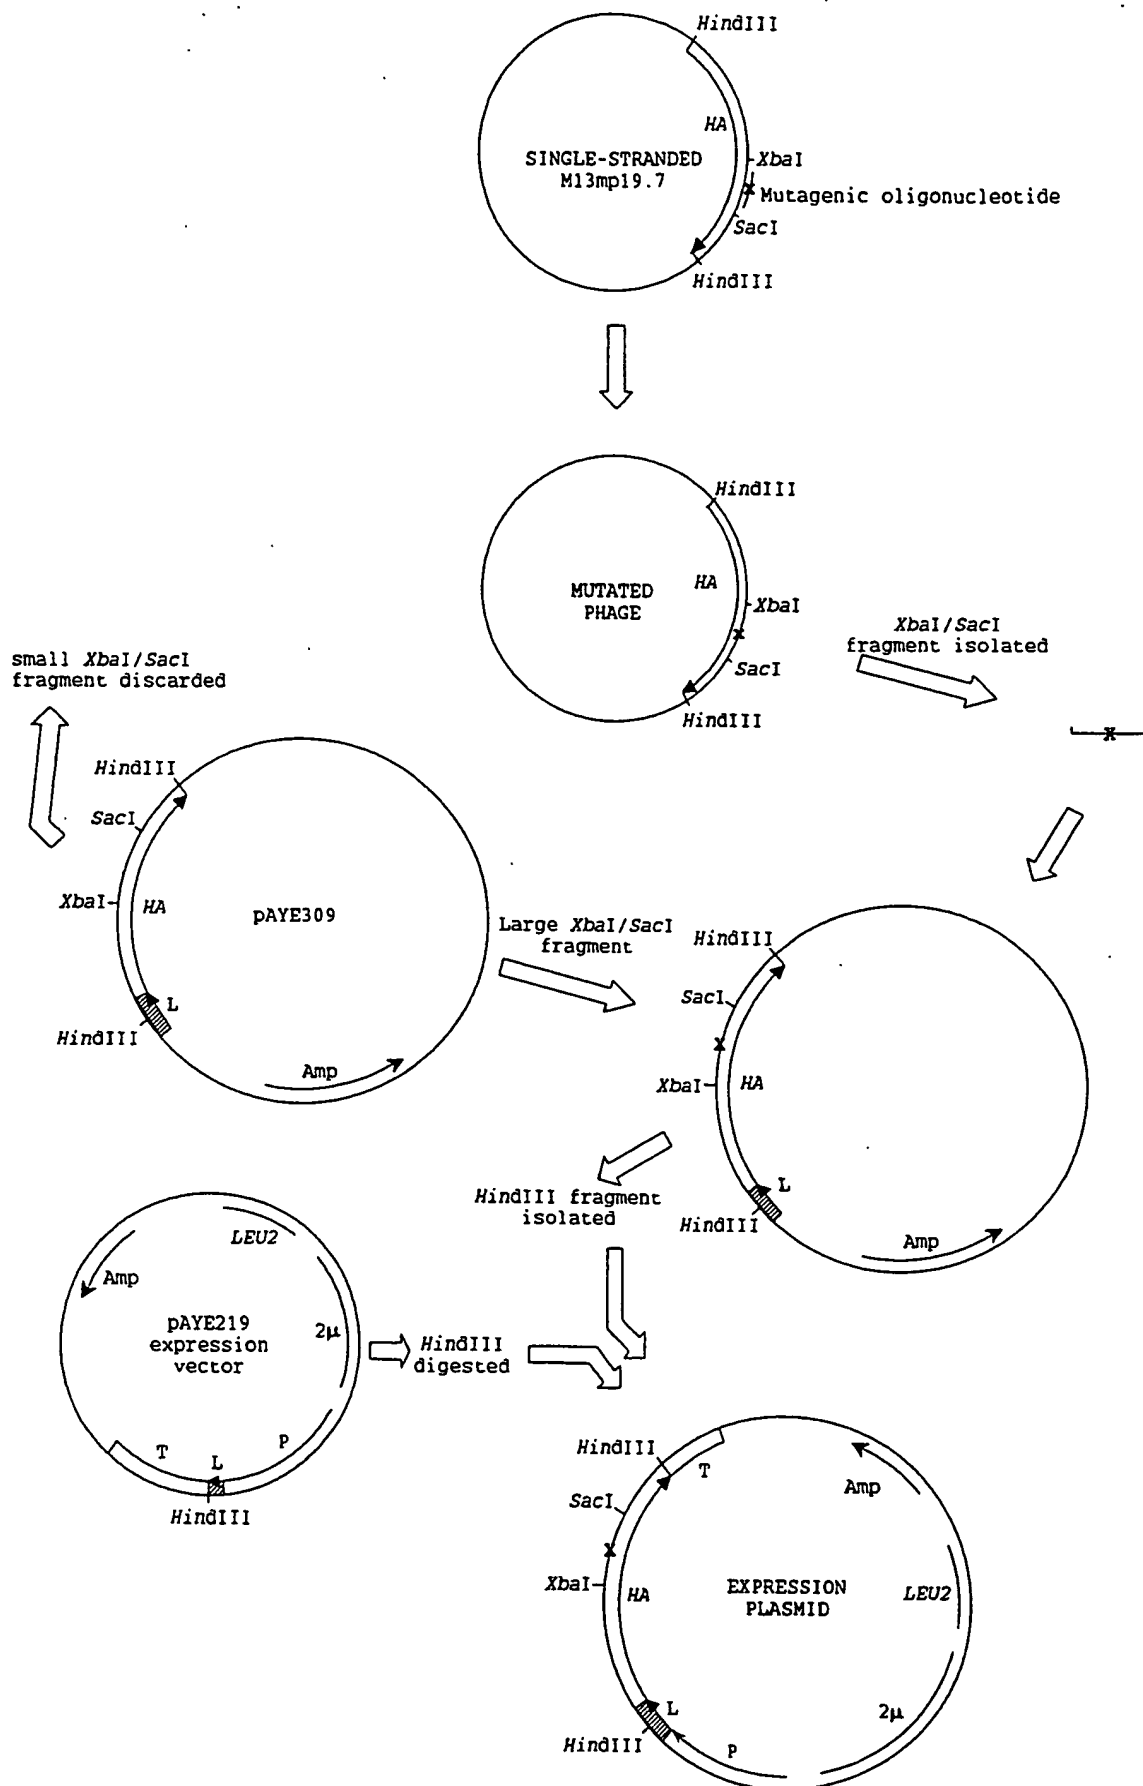 HindIII
HA
SINGLE-STRANDED
M13mp19.7
XbaI
x
Mutagenic oligonucleotide
SacI
HindIII
HindIII
MUTATED
PHAGE
HA
XbaI
x
SacI
HindIII
XbaI/SacI
fragment isolated
x
small XbaI/SacI
fragment discarded
HindIII
SacI
XbaI
HA
pAYE309
L
HindIII
Amp
Large XbaI/SacI
fragment
HindIII
SacI
x
XbaI
HA
L
HindIII
Amp
HindIII fragment
isolated
LEU2
Amp
pAYE219
expression
vector
2μ
T
L
P
HindIII
HindIII
digested
HindIII
T
SacI
Amp
x
XbaI
HA
EXPRESSION
PLASMID
LEU2
L
HindIII
P
2μ